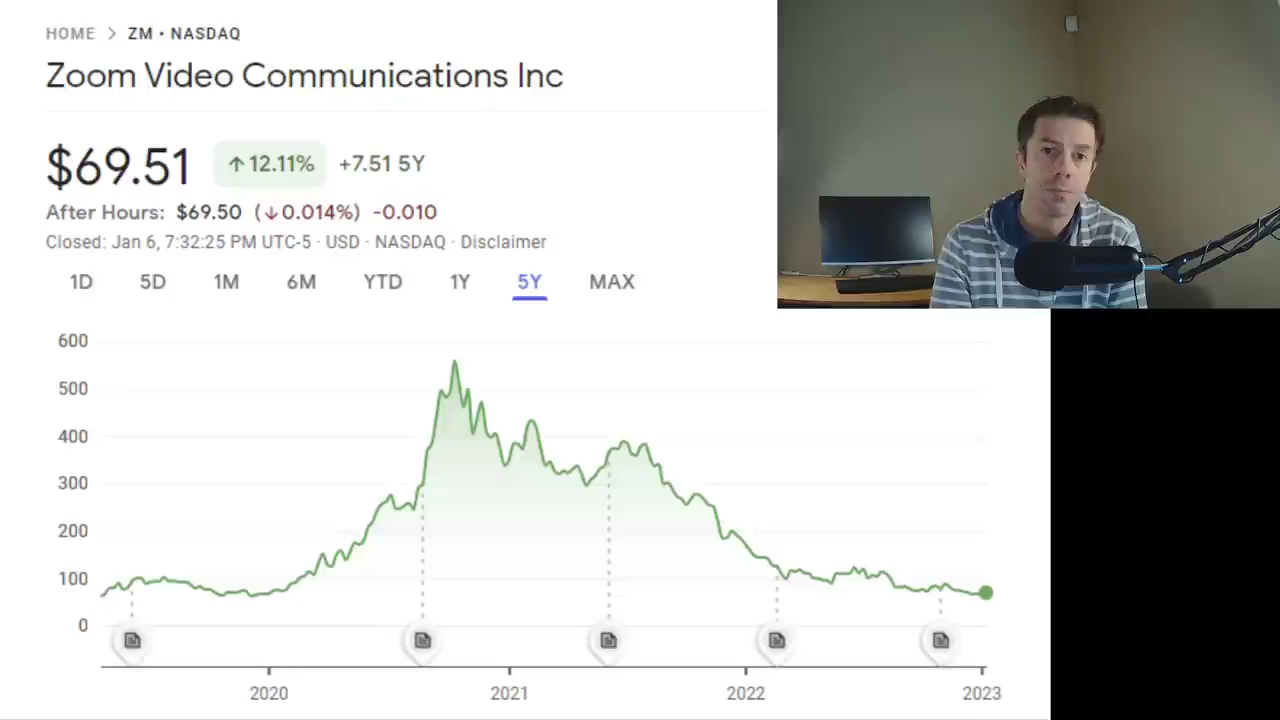 HOME > ZM • NASDAQ
Zoom Video Communications Inc
$69.51 ↑12.11% +7.51 5Y
After Hours: $69.50 (↓0.014%) -0.010
Closed: Jan 6, 7:32:25 PM UTC-5 · USD · NASDAQ · Disclaimer
1D 5D 1M 6M YTD 1Y 5Y MAX
600
500
400
300
200
100
0
2020 2021 2022 2023